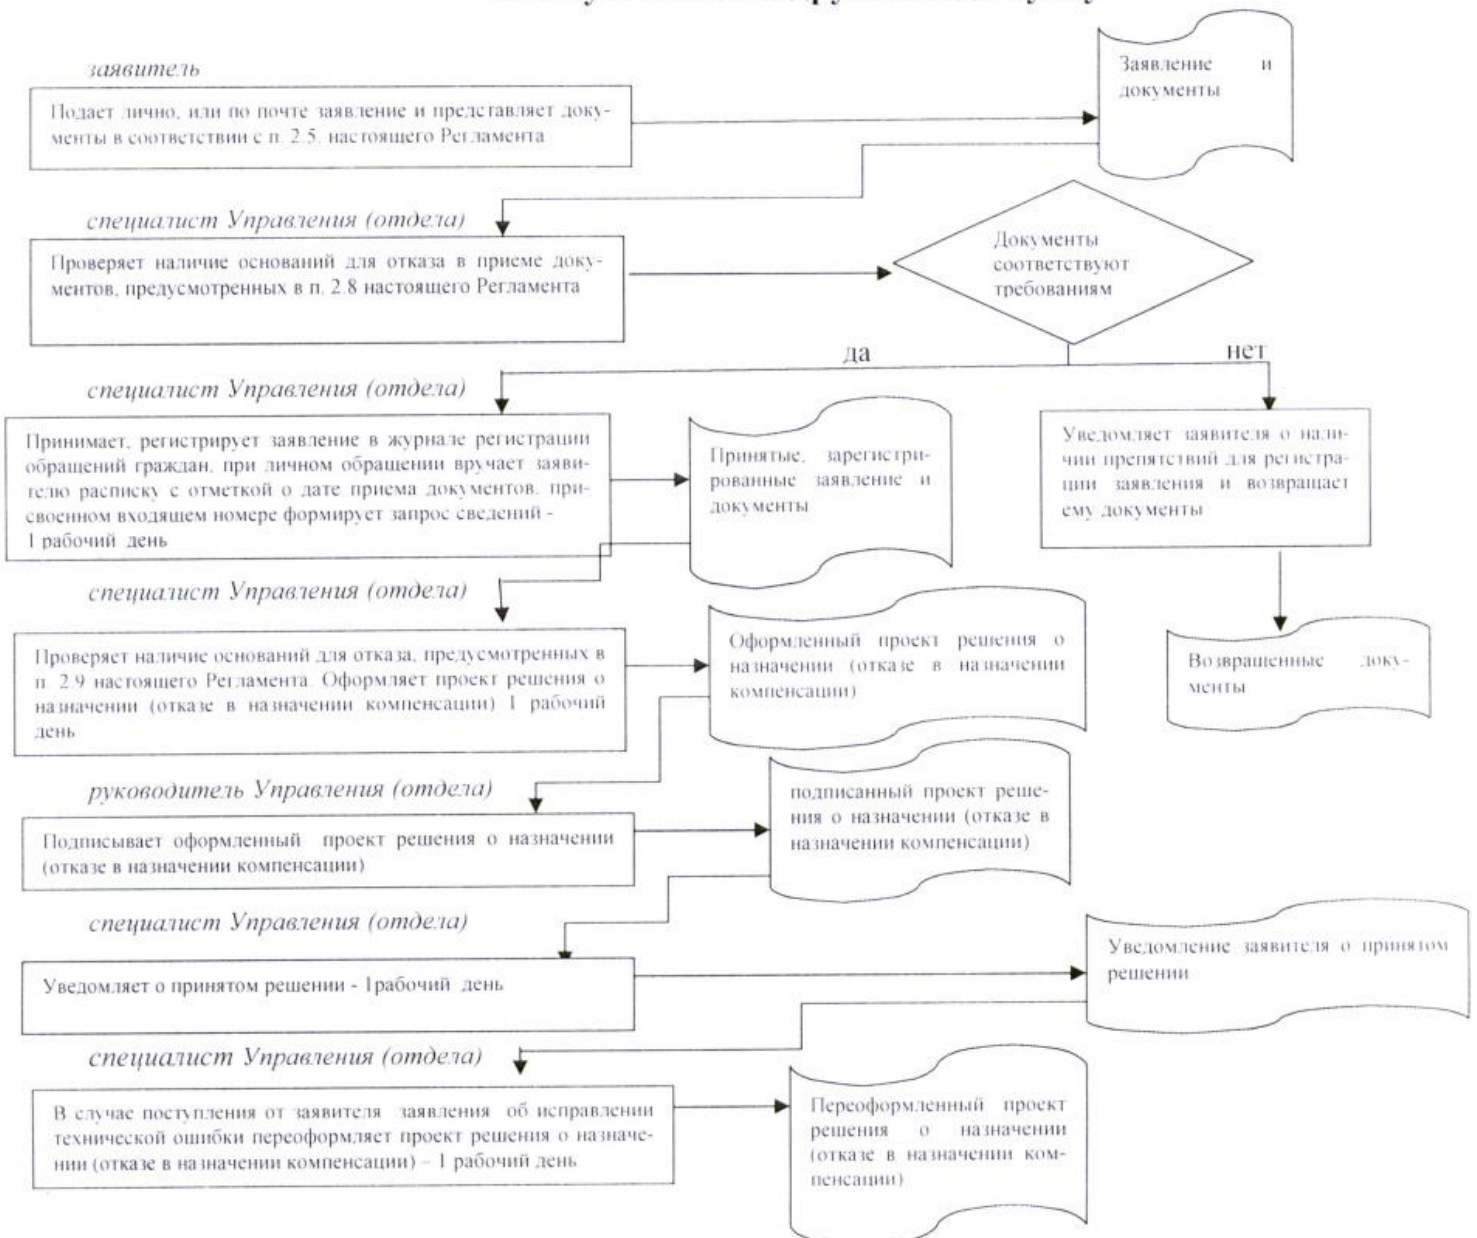 заявитель
Заявление и
документы
Подает лично, или по почте заявление и представляет доку-
менты в соответствии с п. 2.5. настоящего Регламента
специалист Управления (отдела)
Проверяет наличие оснований для отказа в приеме доку-
ментов, предусмотренных в п. 2.8 настоящего Регламента
Документы
соответствуют
требованиям
да
нет
специалист Управления (отдела)
Принимает, регистрирует заявление в журнале регистрации
обращений граждан, при личном обращении вручает заяви-
телю расписку с отметкой о дате приема документов, при-
своенном входящем номере формирует запрос сведений -
1 рабочий день
Принятые, зарегистри-
рованные заявление и
документы
Уведомляет заявителя о нали-
чии препятствий для регистра-
ции заявления и возвращает
ему документы
специалист Управления (отдела)
Проверяет наличие оснований для отказа, предусмотренных в
п. 2.9 настоящего Регламента. Оформляет проект решения о
назначении (отказе в назначении компенсации) 1 рабочий
день
Оформленный проект решения о
назначении (отказе в назначении
компенсации)
Возвращенные доку-
менты
руководитель Управления (отдела)
Подписывает оформленный проект решения о назначении
(отказе в назначении компенсации)
подписанный проект реше-
ния о назначении (отказе в
назначении компенсации)
специалист Управления (отдела)
Уведомляет о принятом решении - 1рабочий день
Уведомление заявителя о принятом
решении
специалист Управления (отдела)
В случае поступления от заявителя заявления об исправлении
технической ошибки переоформляет проект решения о назначе-
нии (отказе в назначении компенсации) – 1 рабочий день
Переоформленный проект
решения о назначении
(отказе в назначении ком-
пенсации)